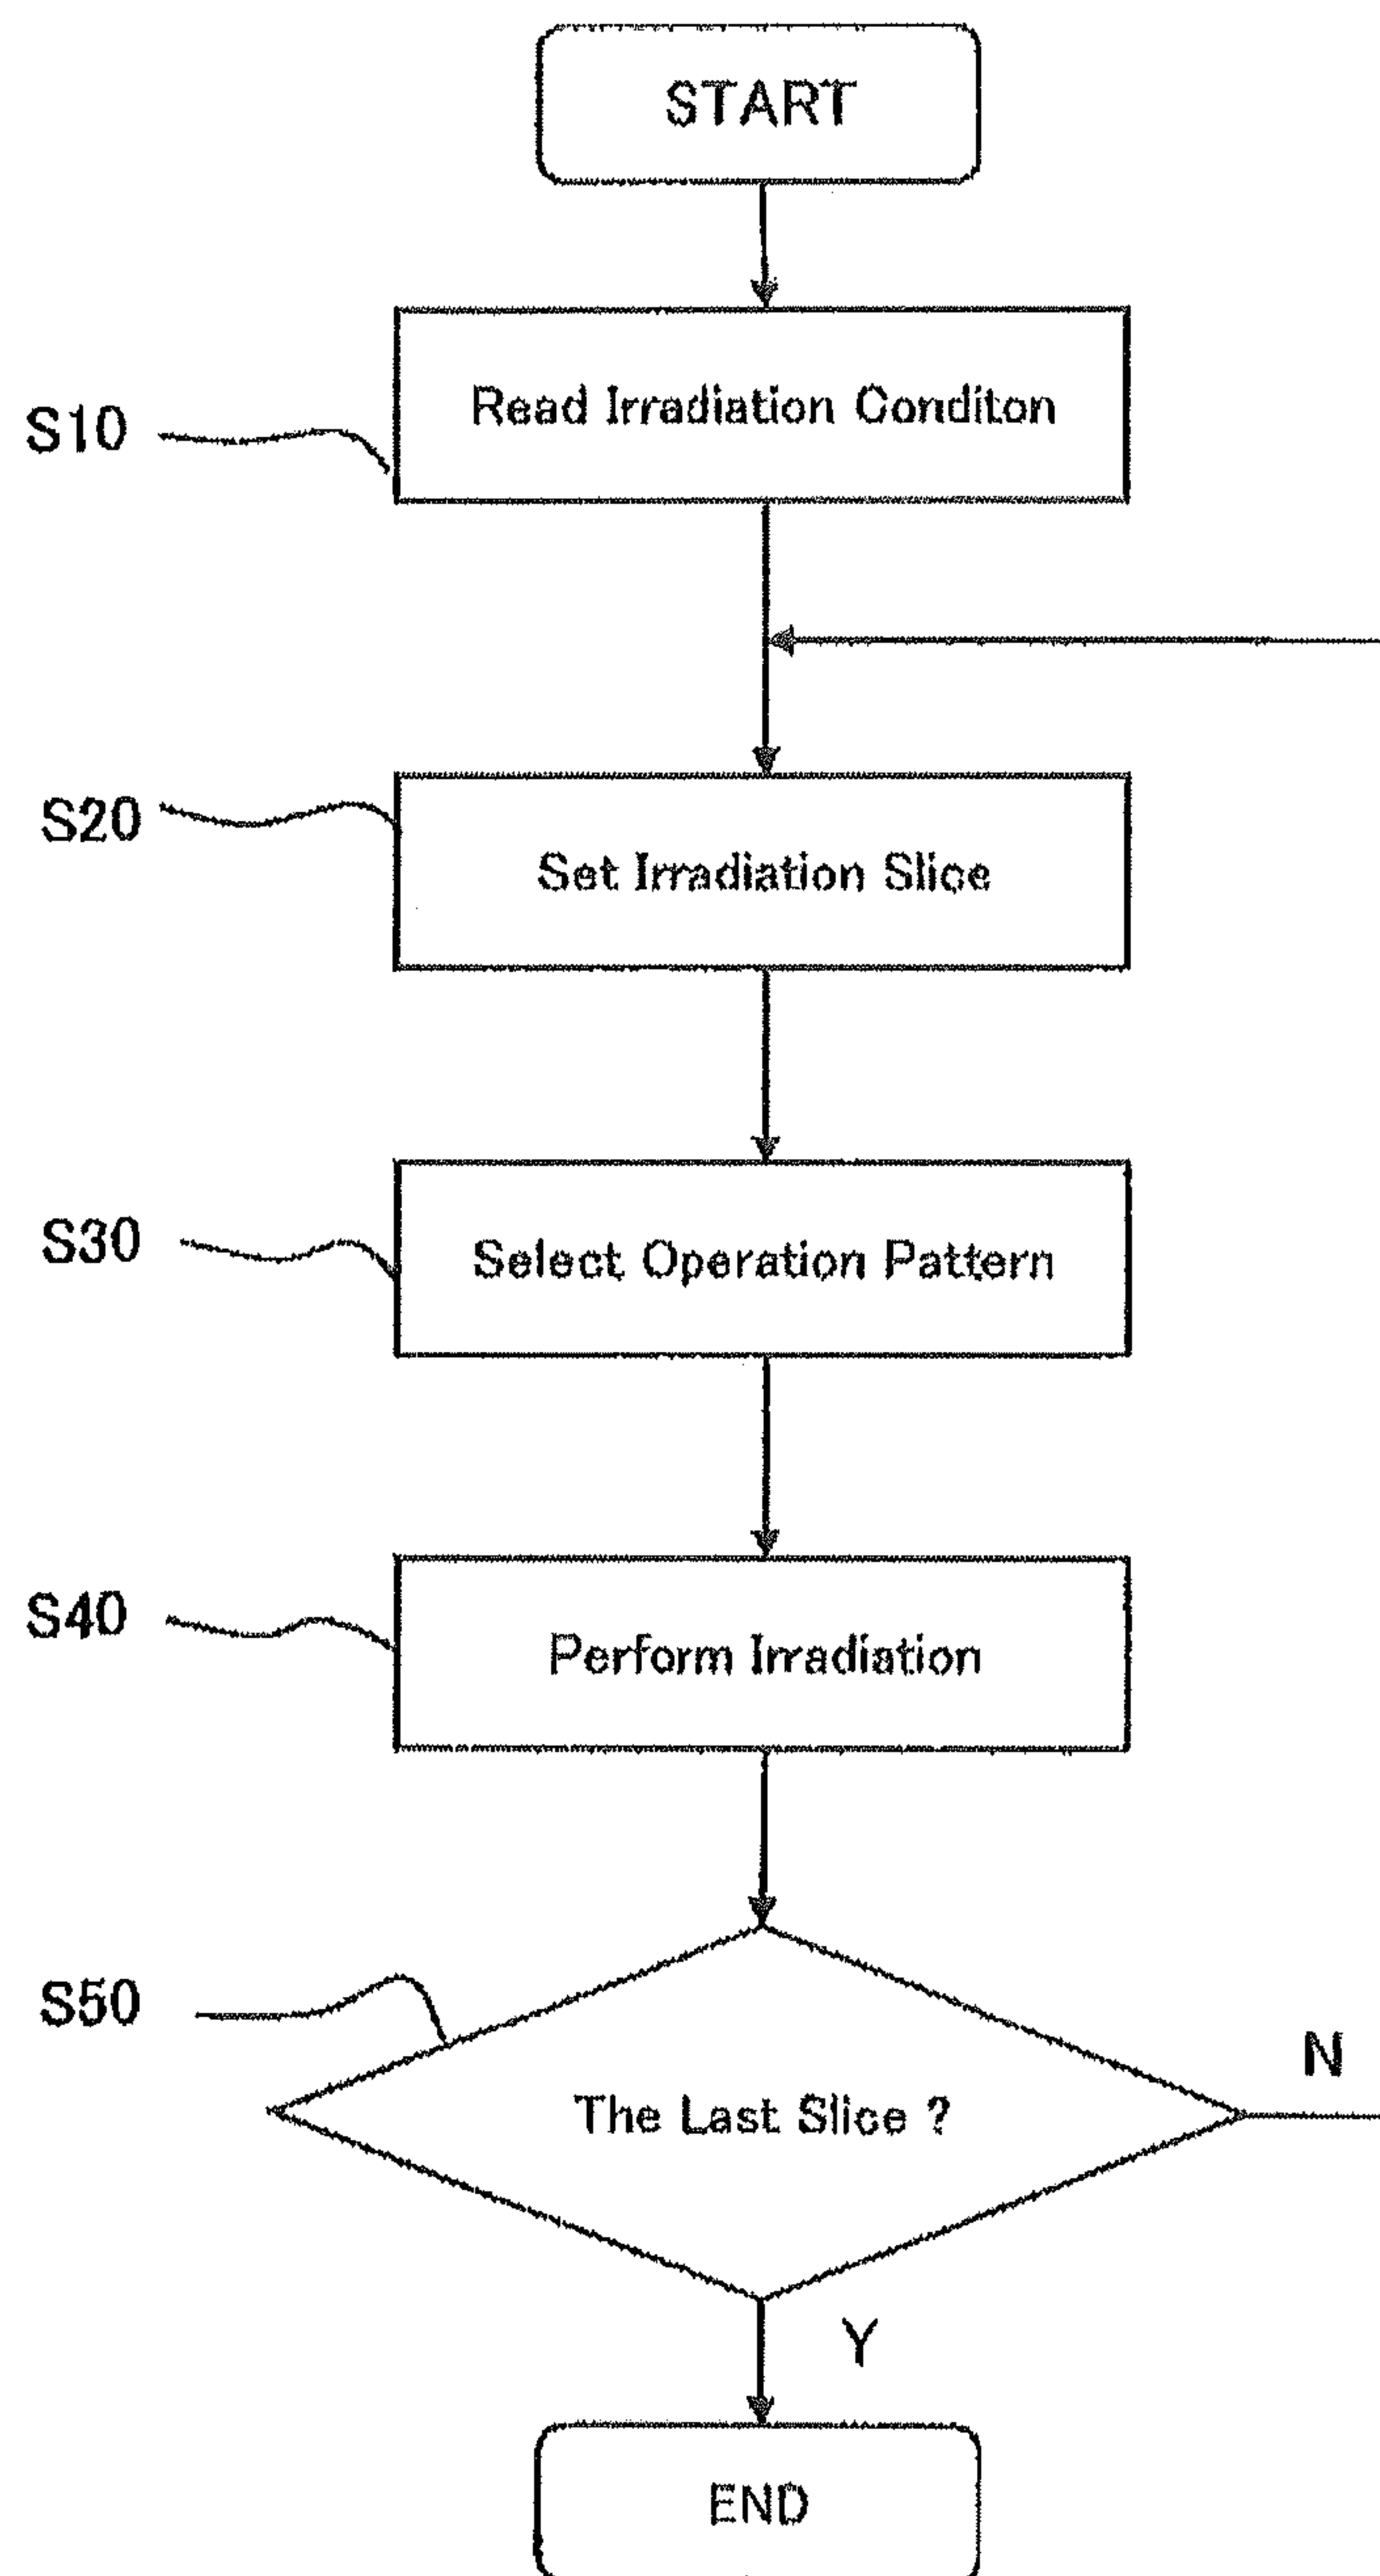 START
S10
Read Irradiation Conditon
S20
Set Irradiation Slice
S30
Select Operation Pattern
S40
Perform Irradiation
S50
The Last Slice ?
N
Y
END